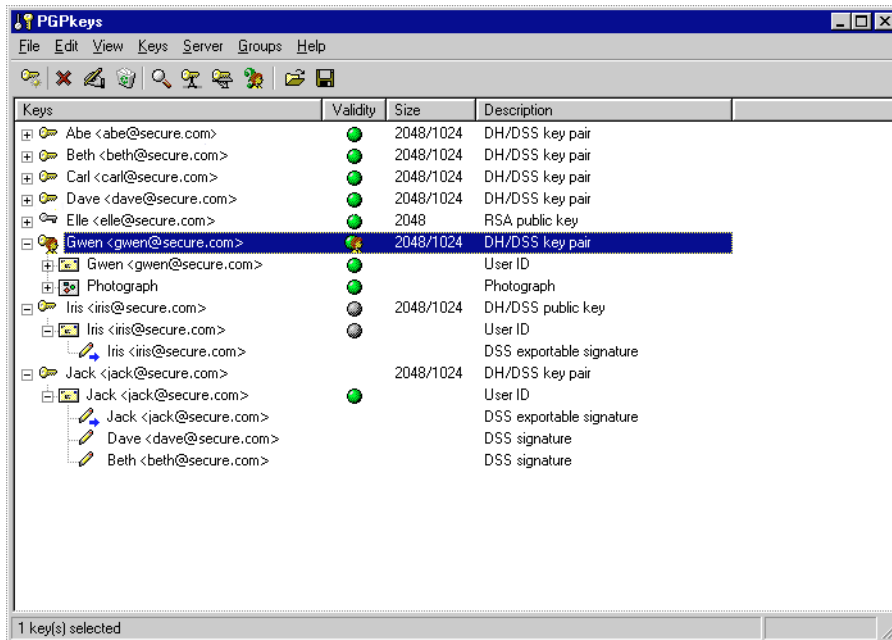 PGPkeys
File Edit View Keys Server Groups Help
Keys Validity Size Description
Abe <abe@secure.com> 2048/1024 DH/DSS key pair
Beth <beth@secure.com> 2048/1024 DH/DSS key pair
Carl <carl@secure.com> 2048/1024 DH/DSS key pair
Dave <dave@secure.com> 2048/1024 DH/DSS key pair
Elle <elle@secure.com> 2048 RSA public key
Gwen <gwen@secure.com> 2048/1024 DH/DSS key pair
Gwen <gwen@secure.com> User ID
Photograph Photograph
Iris <iris@secure.com> 2048/1024 DH/DSS public key
Iris <iris@secure.com> User ID
Iris <iris@secure.com> DSS exportable signature
Jack <jack@secure.com> 2048/1024 DH/DSS key pair
Jack <jack@secure.com> User ID
Jack <jack@secure.com> DSS exportable signature
Dave <dave@secure.com> DSS signature
Beth <beth@secure.com> DSS signature
1 key(s) selected